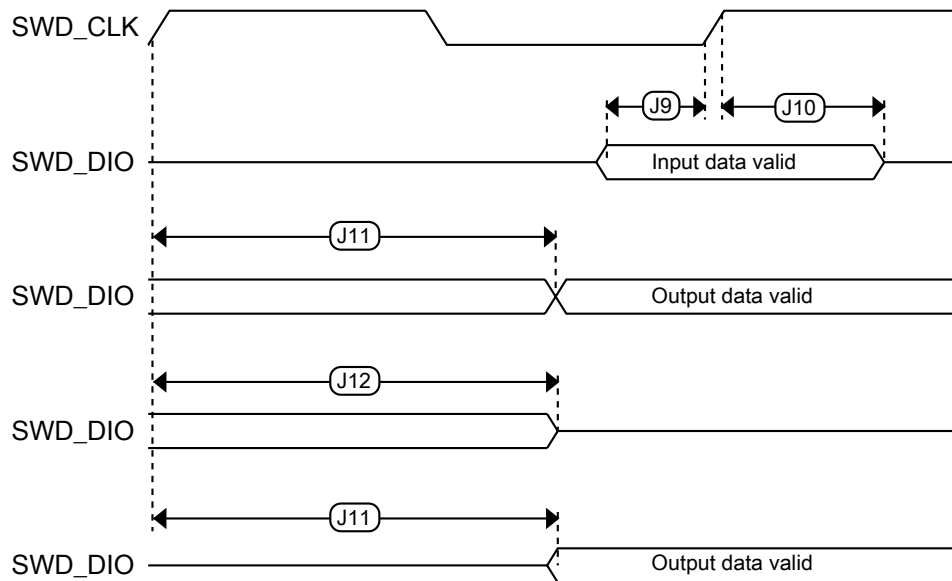 SWD_CLK
J9
J10
SWD_DIO
Input data valid
J11
SWD_DIO
Output data valid
J12
SWD_DIO
J11
SWD_DIO
Output data valid